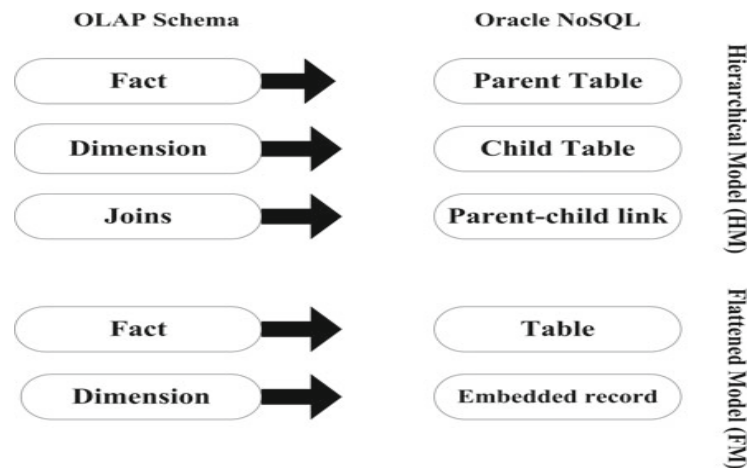 OLAP Schema
Oracle NoSQL
Fact
Parent Table
Dimension
Child Table
Joins
Parent-child link
Hierarchical Model (HM)
Fact
Table
Dimension
Embedded record
Flattened Model (FM)